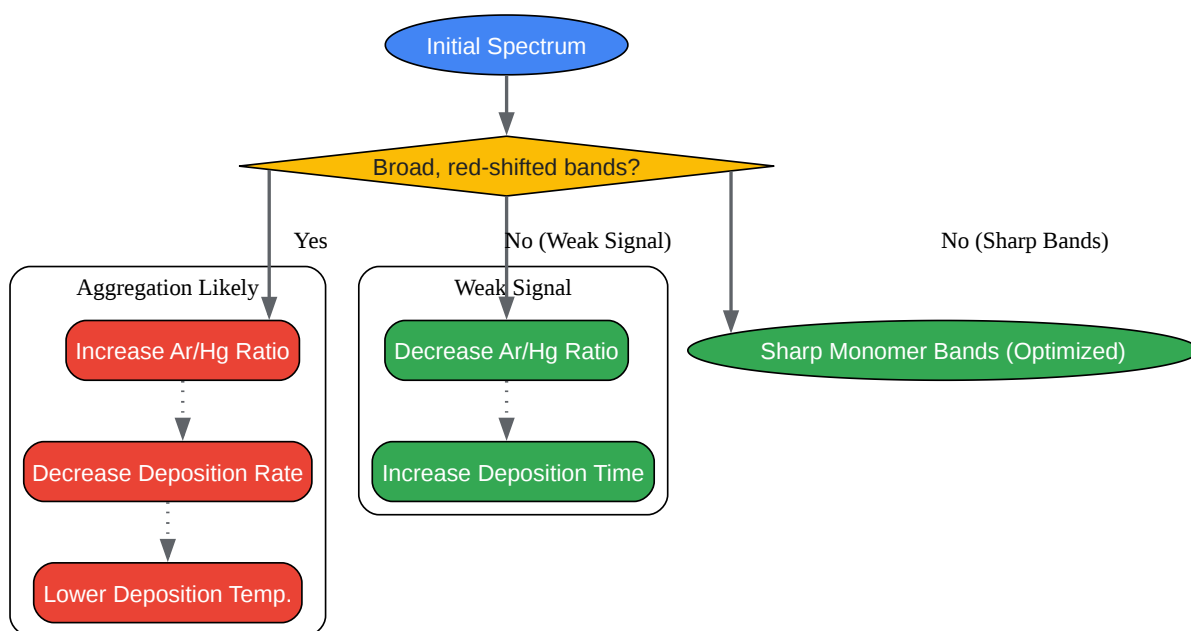 Initial Spectrum
Broad, red-shifted bands?
Yes
No (Weak Signal)
No (Sharp Bands)
Aggregation Likely
Weak Signal
Increase Ar/Hg Ratio
Decrease Ar/Hg Ratio
Sharp Monomer Bands (Optimized)
Decrease Deposition Rate
Increase Deposition Time
Lower Deposition Temp.